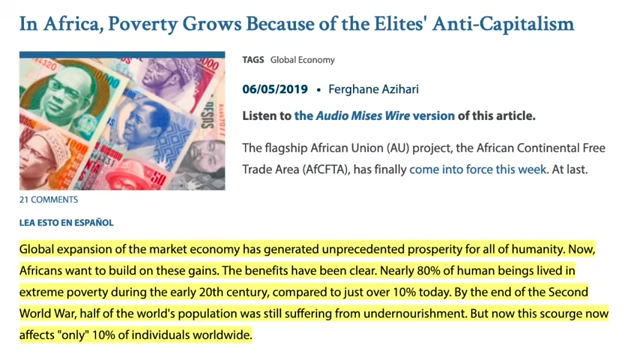 In Africa, Poverty Grows Because of the Elites' Anti-Capitalism
TAGS Global Economy
06/05/2019 • Ferghane Azihari
Listen to the Audio Mises Wire version of this article.
The flagship African Union (AU) project, the African Continental Free
Trade Area (AfCFTA), has finally come into force this week. At last.
21 COMMENTS
LEA ESTO EN ESPAÑOL
Global expansion of the market economy has generated unprecedented prosperity for all of humanity. Now,
Africans want to build on these gains. The benefits have been clear. Nearly 80% of human beings lived in
extreme poverty during the early 20th century, compared to just over 10% today. By the end of the Second
World War, half of the world's population was still suffering from undernourishment. But now this scourge now
affects "only" 10% of individuals worldwide.